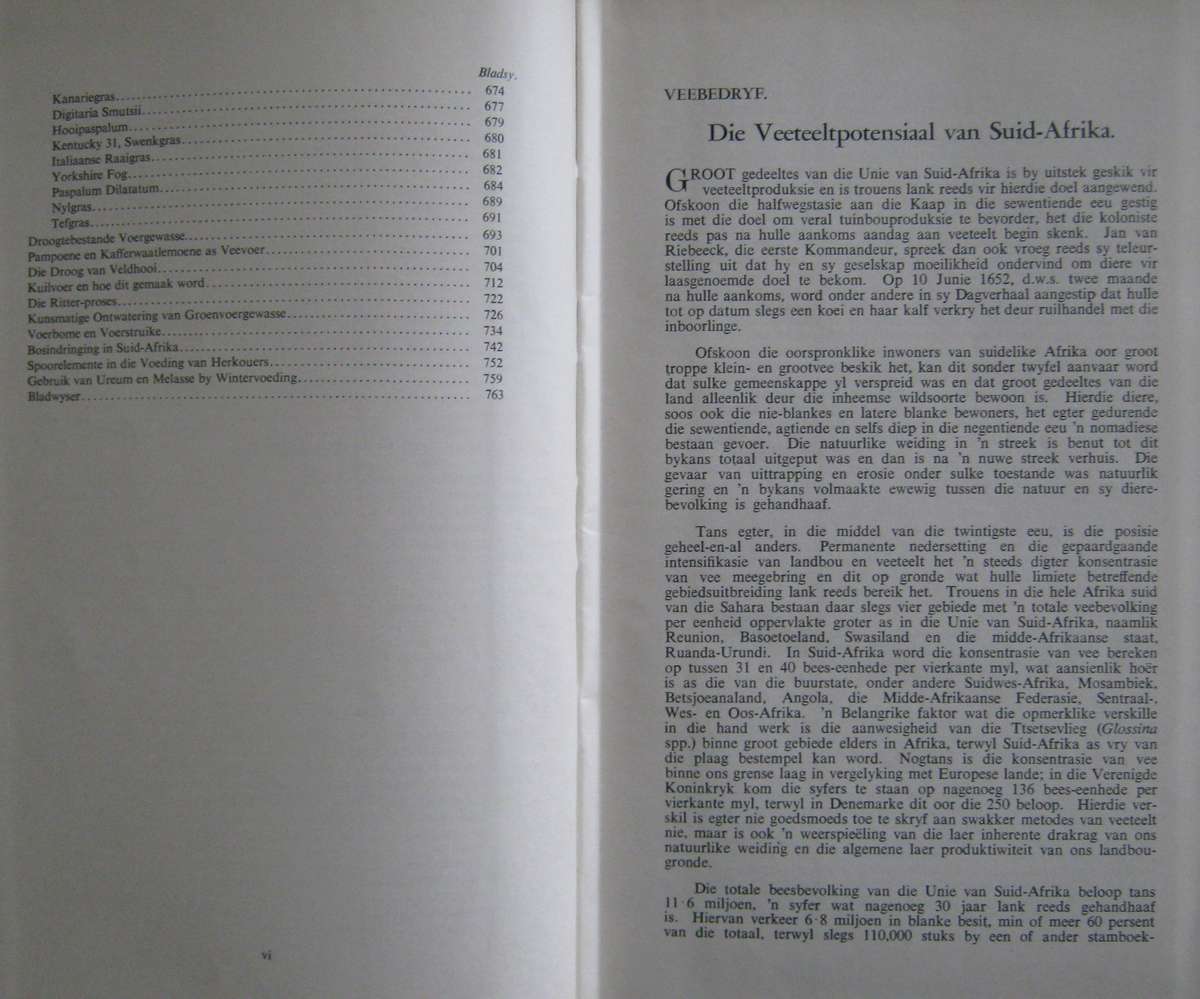 Bladsy.
Kanariegras........................................................ 674
Digitaria Smutsii.................................................. 677
Hooipaspalum....................................................... 679
Kentucky 31, Swenkgras............................................. 680
Italiaanse Raaigras................................................ 681
Yorkshire Fog...................................................... 682
Paspalum Dilatatum................................................. 684
Nylgras............................................................ 689
Tefgras............................................................ 691
Droogtebestande Voergewasse........................................ 693
Pampoene en Kafferwaatlemoene as Veevoer........................... 701
Die Droog van Veldhooi............................................. 704
Kuilvoer en hoe dit gemaak word.................................... 712
Die Ritter-proses.................................................. 722
Kunsmatige Ontwatering van Groenvoergewasse........................ 726
Voerbome en Voerstruike............................................ 734
Bosindringing in Suid-Afrika....................................... 742
Spoorelemente in die Voeding van Herkouers......................... 752
Gebruik van Ureum en Melasse by Wintervoeding...................... 759
Bladwyser.......................................................... 763
vi
VEEBEDRYF.
Die Veeteeltpotensiaal van Suid-Afrika.
GROOT gedeeltes van die Unie van Suid-Afrika is by uitstek geskik vir
veeteeltproduksie en is trouens lank reeds vir hierdie doel aangewend.
Ofskoon die halfwegstasie aan die Kaap in die sewentiende eeu gestig
is met die doel om veral tuinbouproduksie te bevorder, het die koloniste
reeds pas na hulle aankoms aandag aan veeteelt begin skenk. Jan van
Riebeeck, die eerste Kommandeur, spreek dan ook vroeg reeds sy teleur-
stelling uit dat hy en sy geselskap moeilikheid ondervind om diere vir
laasgenoemde doel te bekom. Op 10 Junie 1652, d.w.s. twee maande
na hulle aankoms, word onder andere in sy Dagverhaal aangestip dat hulle
tot op datum slegs een koei en haar kalf verkry het deur ruilhandel met die
inboorlinge.
Ofskoon die oorspronklike inwoners van suidelike Afrika oor groot
troppe klein- en grootvee beskik het, kan dit sonder twyfel aanvaar word
dat sulke gemeenskappe yl verspreid was en dat groot gedeeltes van die
land alleenlik deur die inheemse wildsoorte bewoon is. Hierdie diere,
soos ook die nie-blankes en latere blanke bewoners, het egter gedurende
die sewentiende, agtiende en selfs diep in die negentiende eeu 'n nomadiese
bestaan gevoer. Die natuurlike weiding in 'n streek is benut tot dit
bykans totaal uitgeput was en dan is na 'n nuwe streek verhuis. Die
gevaar van uittrapping en erosie onder sulke toestande was natuurlik
gering en 'n bykans volmaakte ewewig tussen die natuur en sy diere-
bevolking is gehandhaaf.
Tans egter, in die middel van die twintigste eeu, is die posisie
geheel-en-al anders. Permanente nedersetting en die gepaardgaande
intensifikasie van landbou en veeteelt het 'n steeds digter konsentrasie
van vee meegebring en dit op gronde wat hulle limiete betreffende
gebiedsuitbreiding lank reeds bereik het. Trouens in die hele Afrika suid
van die Sahara bestaan daar slegs vier gebiede met 'n totale veebevolking
per eenheid oppervlakte groter as in die Unie van Suid-Afrika, naamlik
Reunion, Basoetoeland, Swasiland en die midde-Afrikaanse staat,
Ruanda-Urundi. In Suid-Afrika word die konsentrasie van vee bereken
op tussen 31 en 40 bees-eenhede per vierkante myl, wat aansienlik hoër
is as die van die buurstate, onder andere Suidwes-Afrika, Mosambiek,
Betsjoeanaland, Angola, die Midde-Afrikaanse Federasie, Sentraal-,
Wes- en Oos-Afrika. 'n Belangrike faktor wat die opmerklike verskille
in die hand werk is die aanwesigheid van die Ttsetsevlieg (Glossina
spp.) binne groot gebiede elders in Afrika, terwyl Suid-Afrika as vry van
die plaag bestempel kan word. Nogtans is die konsentrasie van vee
binne ons grense laag in vergelyking met Europese lande; in die Verenigde
Koninkryk kom die syfers te staan op nagenoeg 136 bees-eenhede per
vierkante myl, terwyl in Denemarke dit oor die 250 beloop. Hierdie ver-
skil is egter nie goedsmoeds toe te skryf aan swakker metodes van veeteelt
nie, maar is ook 'n weerspieëling van die laer inherente drakrag van ons
natuurlike weiding en die algemene laer produktiwiteit van ons landbou-
gronde.
Die totale beesbevolking van die Unie van Suid-Afrika beloop tans
11·6 miljoen, 'n syfer wat nagenoeg 30 jaar lank reeds gehandhaaf
is. Hiervan verkeer 6·8 miljoen in blanke besit, min of meer 60 persent
van die totaal, terwyl slegs 110,000 stuks by een of ander stamboek-